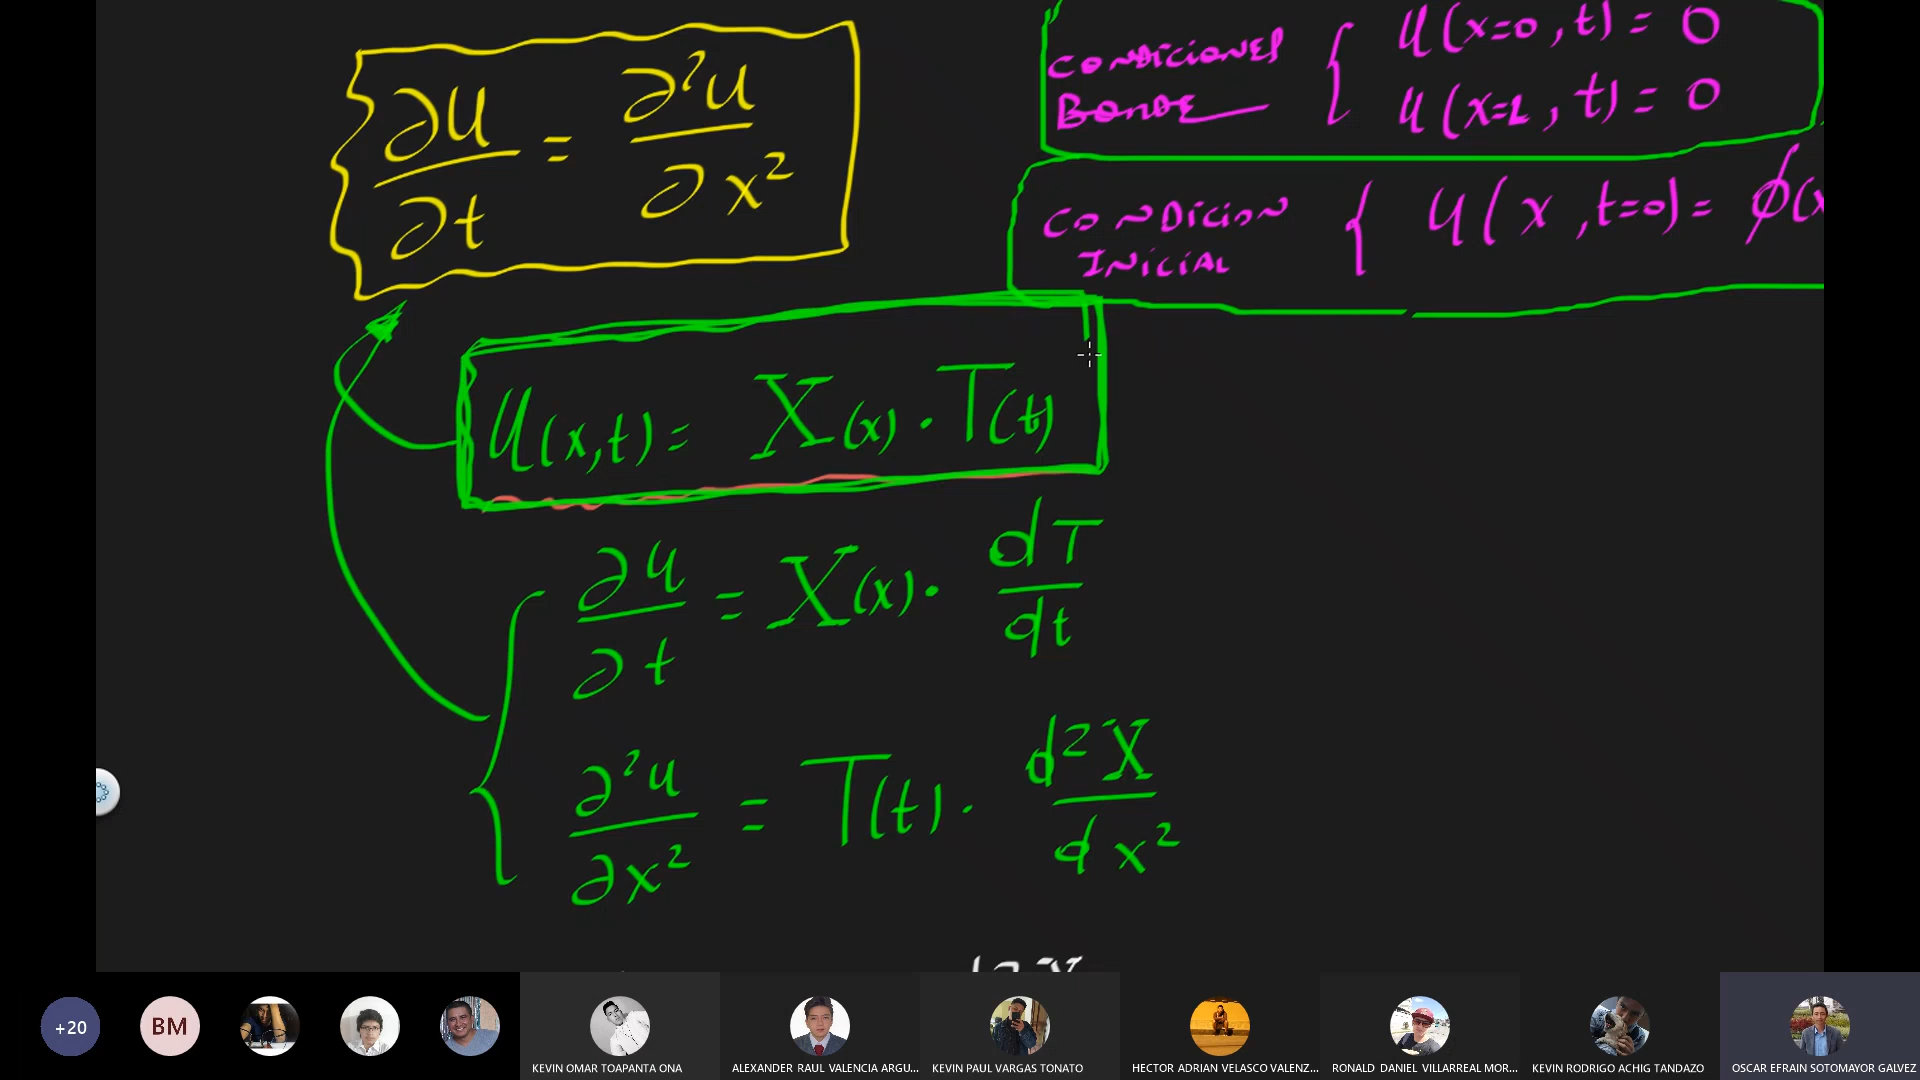 ∂u/∂t = ∂²u/∂x²
CONDICIONES BORDE { u(x=0, t) = 0
u(x=L, t) = 0
CONDICION INICIAL { u(x, t=0) = ϕ(x
u(x,t) = X(x) · T(t)
∂u/∂t = X(x) · dT/dt
∂²u/∂x² = T(t) · d²X/dx²
+20
BM
KEVIN OMAR TOAPANTA ONA
ALEXANDER RAUL VALENCIA ARGU...
KEVIN PAUL VARGAS TONATO
HECTOR ADRIAN VELASCO VALENZ...
RONALD DANIEL VILLARREAL MOR...
KEVIN RODRIGO ACHIG TANDAZO
OSCAR EFRAIN SOTOMAYOR GALVEZ